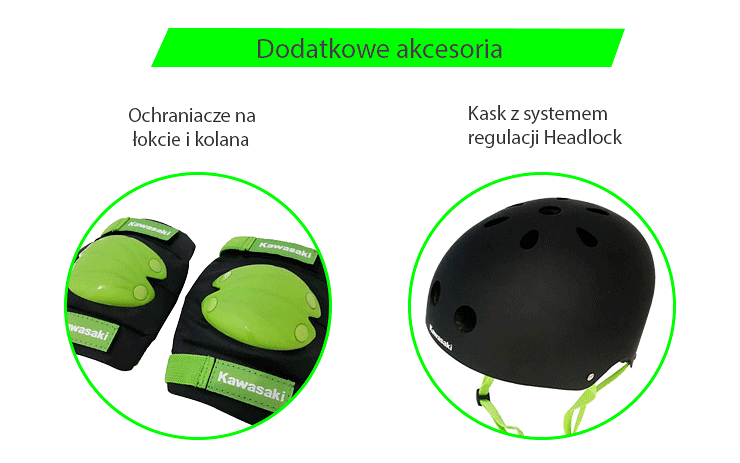 Dodatkowe akcesoria
Ochraniacze na
łokcie i kolana
Kask z systemem
regulacji Headlock
Kawasaki
Kawasaki
Kawasaki
Kawasaki
Kawasaki